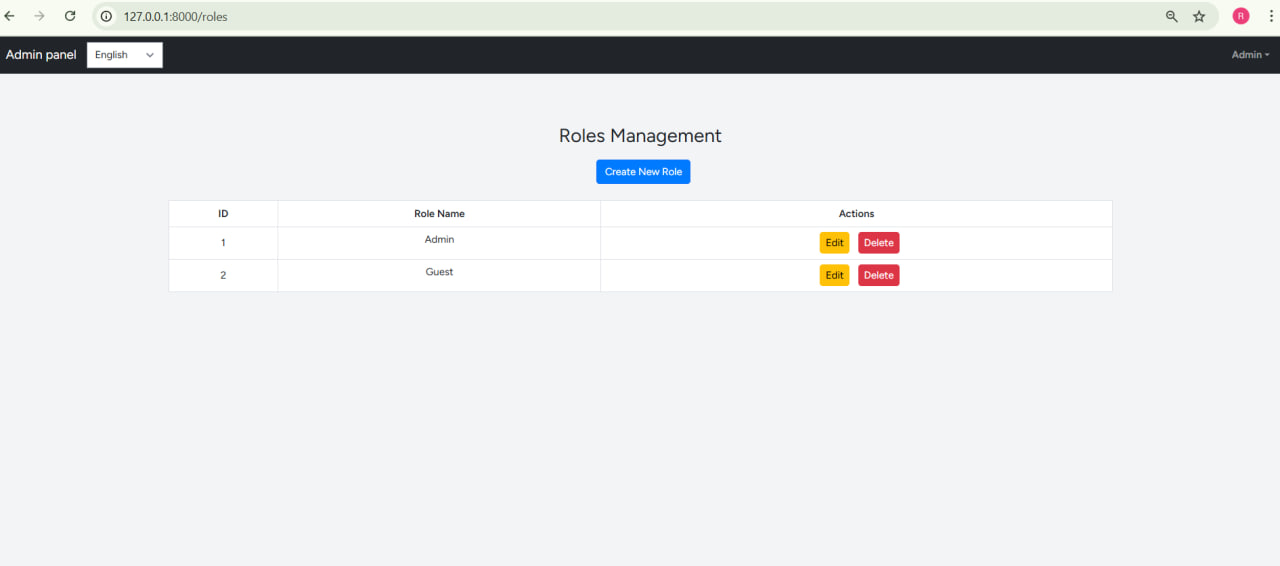 127.0.0.1:8000/roles
R
Admin panel English Admin
Roles Management
Create New Role
ID Role Name Actions
1 Admin Edit Delete
2 Guest Edit Delete